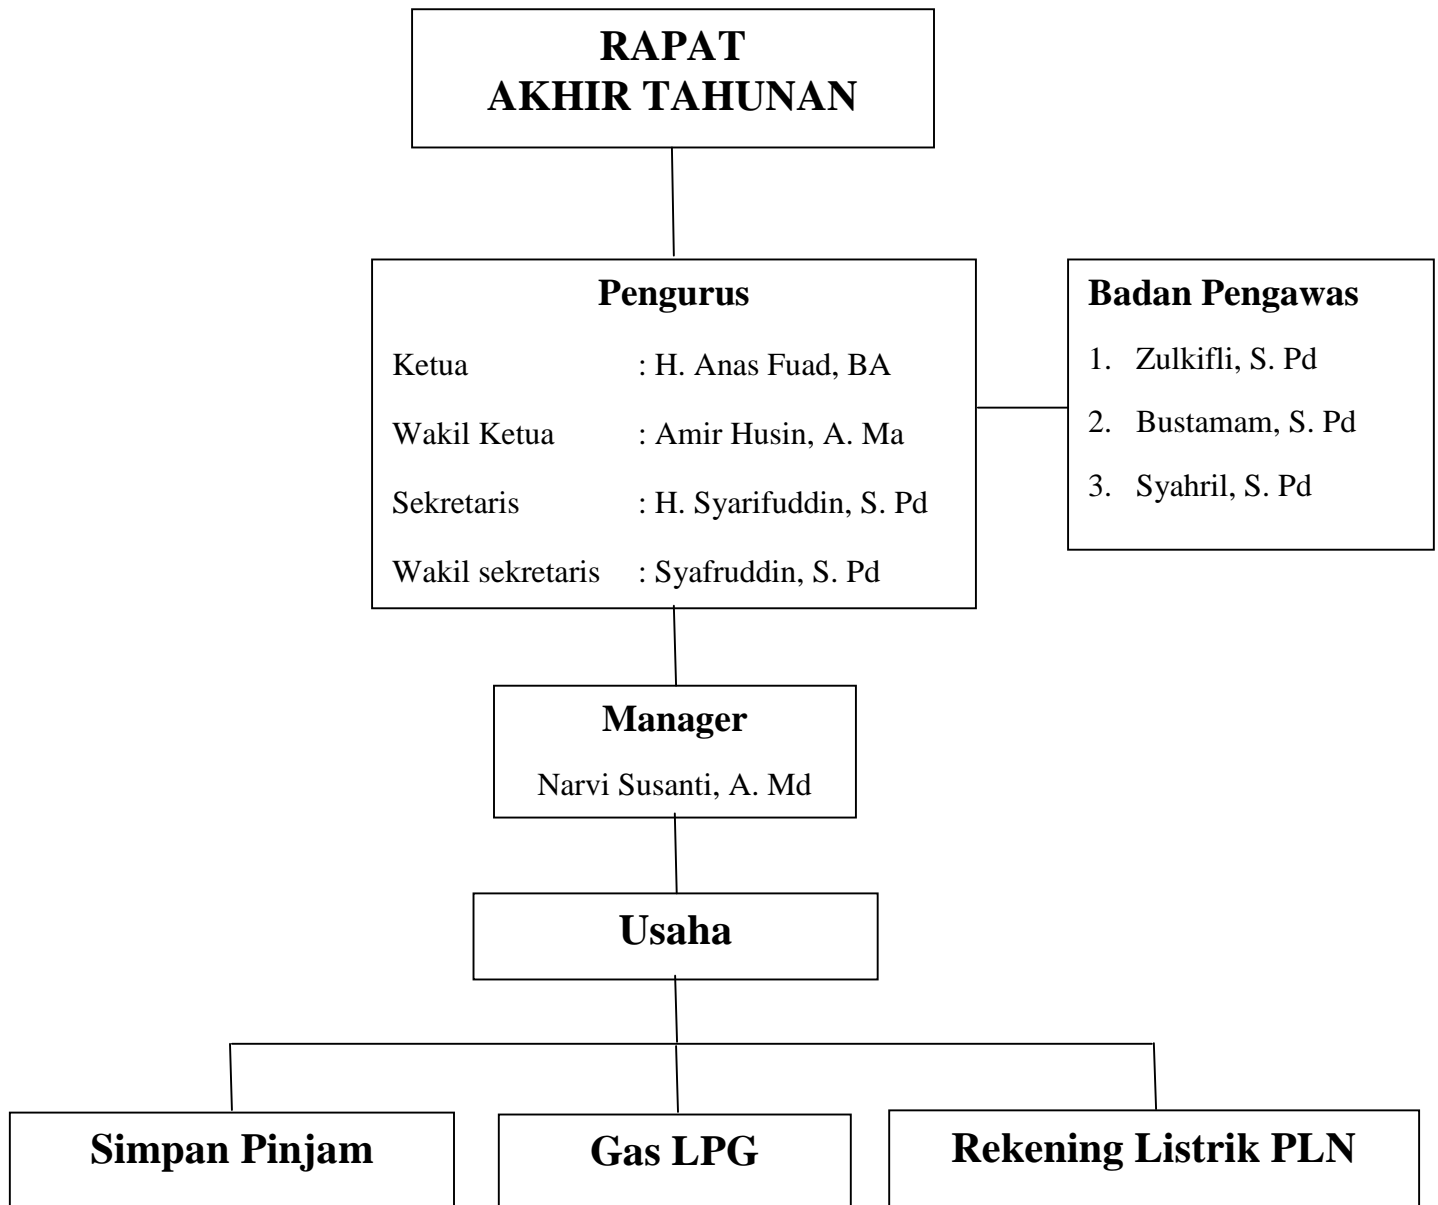 RAPAT
AKHIR TAHUNAN
Pengurus
Ketua : H. Anas Fuad, BA
Wakil Ketua : Amir Husin, A. Ma
Sekretaris : H. Syarifuddin, S. Pd
Wakil sekretaris : Syafruddin, S. Pd
Badan Pengawas
1. Zulkifli, S. Pd
2. Bustamam, S. Pd
3. Syahril, S. Pd
Manager
Narvi Susanti, A. Md
Usaha
Simpan Pinjam
Gas LPG
Rekening Listrik PLN